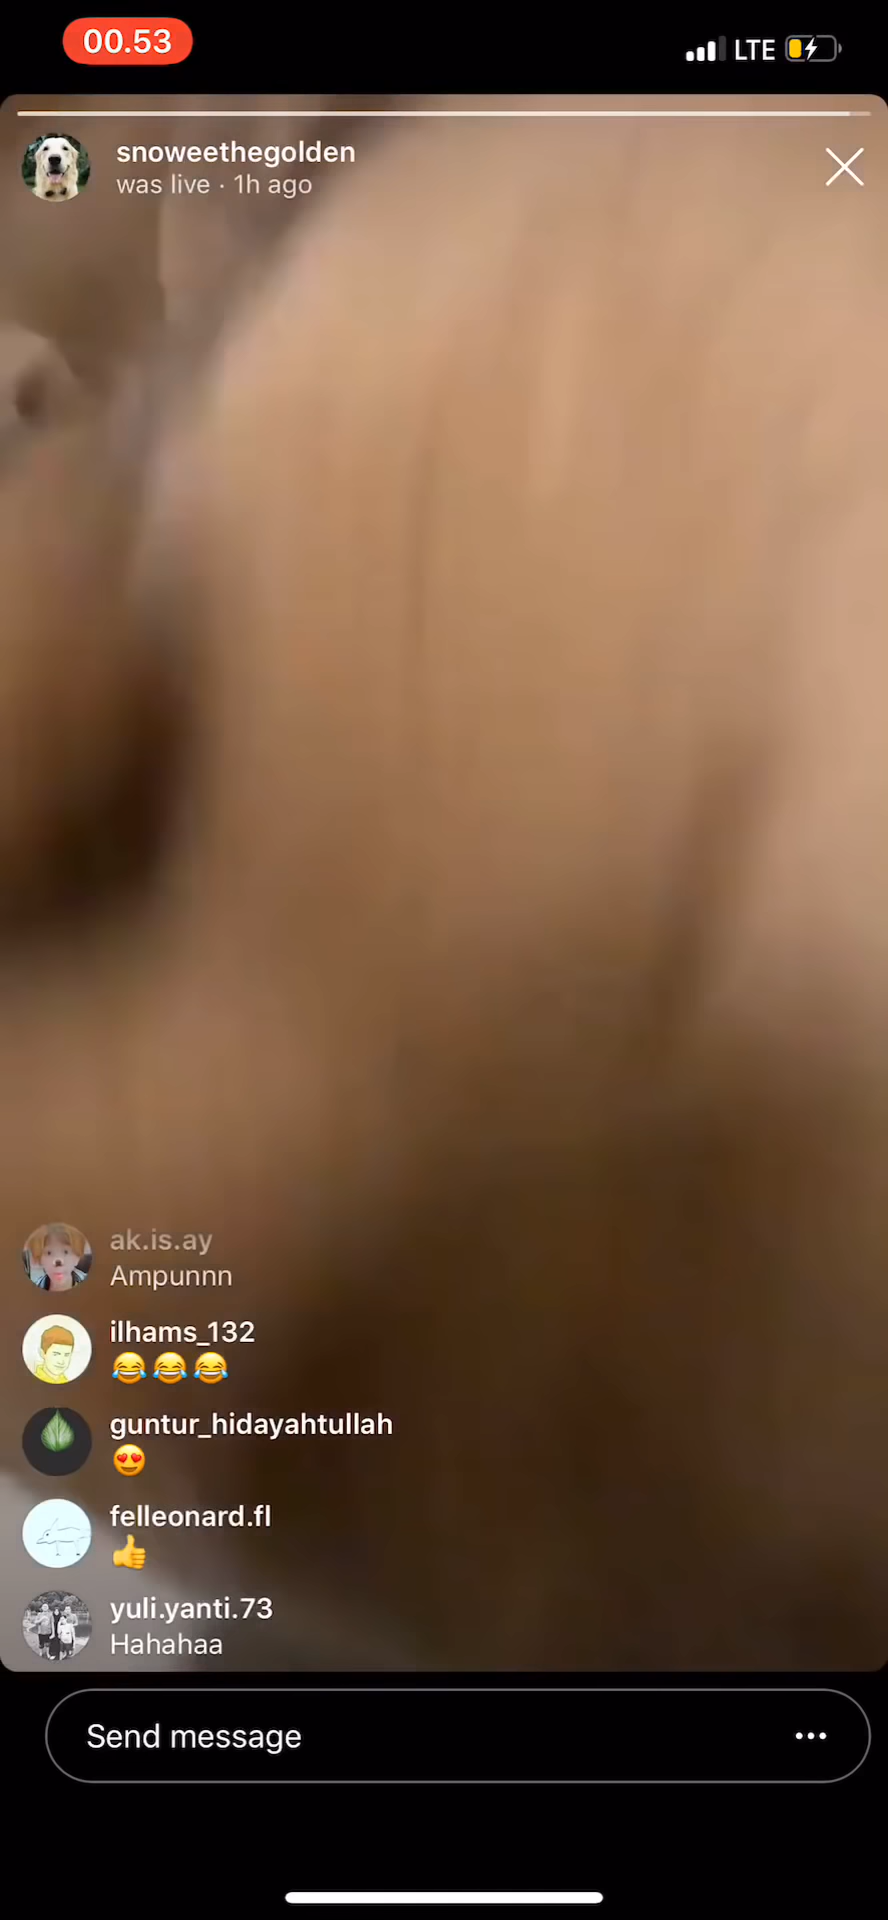 00.53
LTE
snoweethegolden
was live · 1h ago
ak.is.ay
Ampunnn
ilhams_132
😂😂😂
guntur_hidayahtullah
😍
felleonard.fl
👍
yuli.yanti.73
Hahahaa
Send message